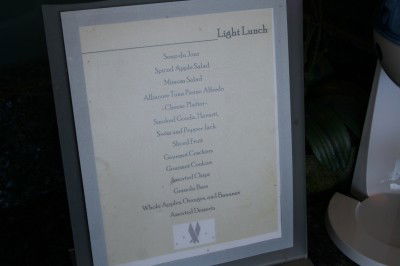 Light Lunch
Soup du Jour
Spiced Apple Salad
Mimosa Salad
Albacore Tuna Penne Alfredo
~Cheese Platter~
Smoked Gouda, Havarti,
Swiss and Pepper Jack
Sliced Fruit
Gourmet Crackers
Gourmet Cookies
Assorted Chips
Granola Bars
Whole Apples, Oranges, and Bananas
Assorted Desserts